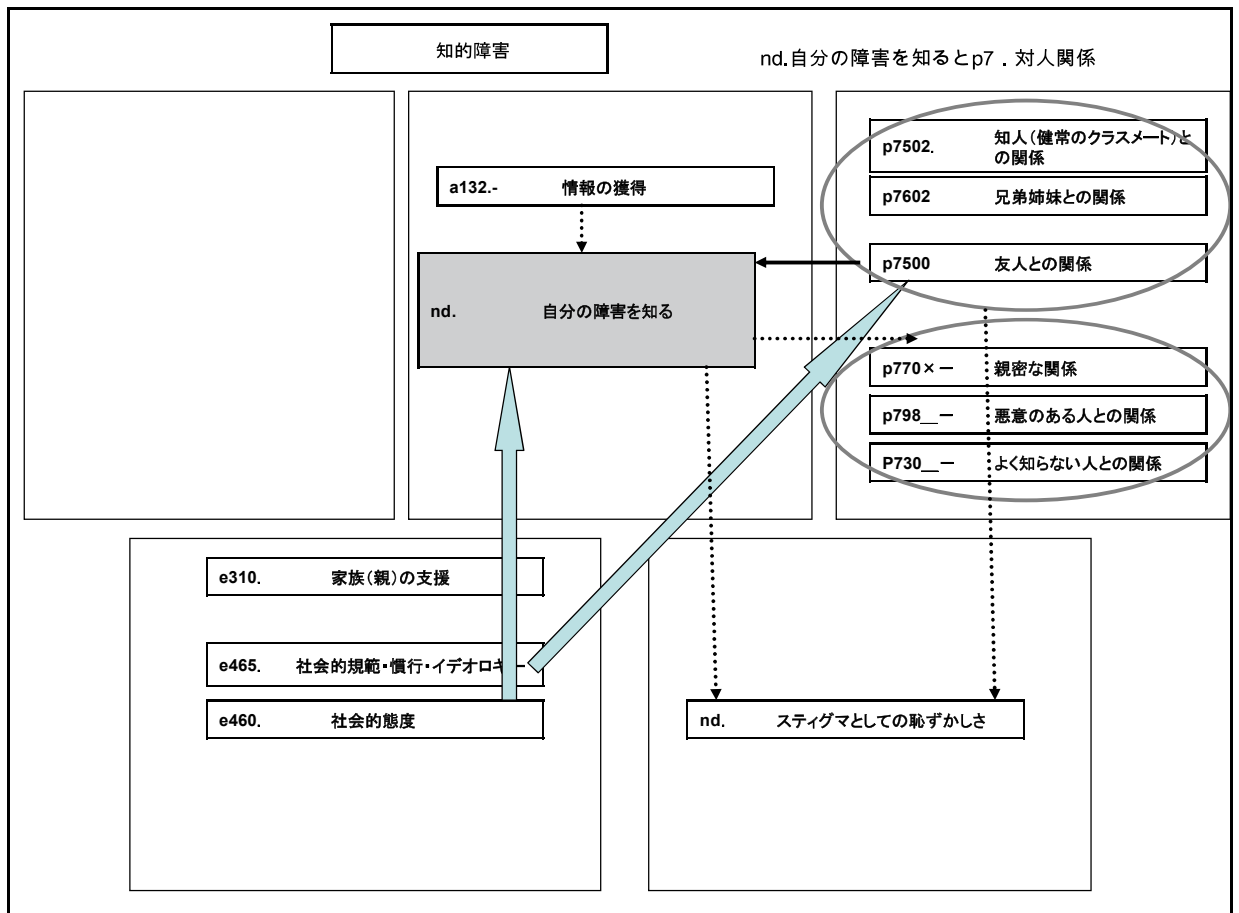 知的障害
nd.自分の障害を知るとp7．対人関係
a132.- 情報の獲得
nd. 自分の障害を知る
p7502. 知人（健常のクラスメート）と
の関係
p7602 兄弟姉妹との関係
p7500 友人との関係
p770×ー 親密な関係
p798__ー 悪意のある人との関係
P730__ー よく知らない人との関係
e310. 家族（親）の支援
e465. 社会的規範・慣行・イデオロギー
e460. 社会的態度
nd. スティグマとしての恥ずかしさ